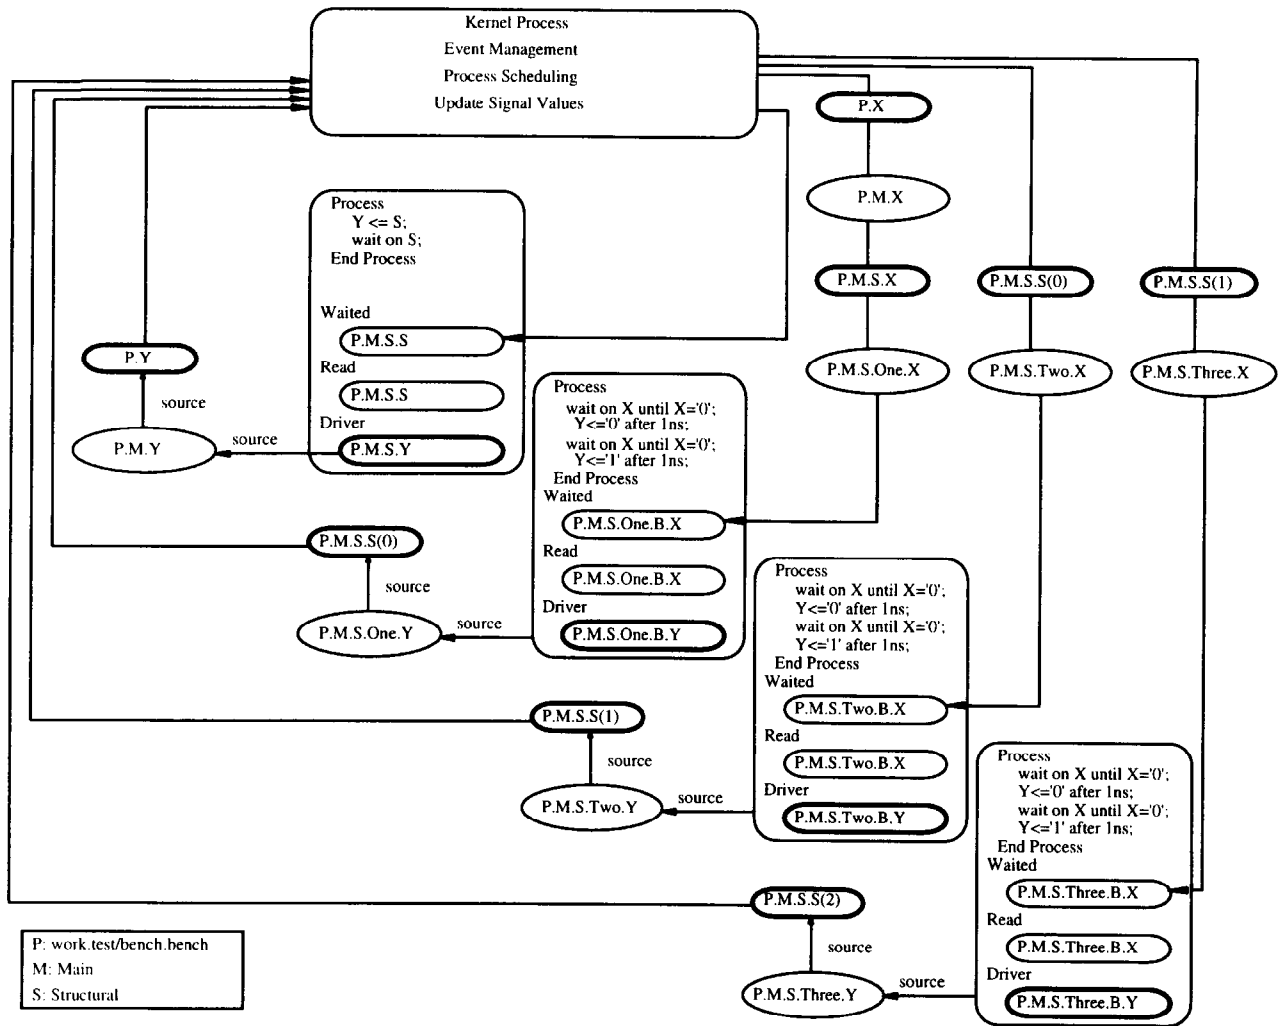 Kernel Process
Event Management
Process Scheduling
Update Signal Values
P.X
P.M.X
P.M.S.X
P.M.S.S(0)
P.M.S.S(1)
P.M.S.One.X
P.M.S.Two.X
P.M.S.Three.X
Process
Y <= S;
wait on S;
End Process
Waited
P.M.S.S
Read
P.M.S.S
Driver
P.M.S.Y
source
P.M.Y
source
P.Y
Process
wait on X until X='0';
Y<='0' after 1ns;
wait on X until X='0';
Y<='1' after 1ns;
End Process
Waited
P.M.S.One.B.X
Read
P.M.S.One.B.X
Driver
P.M.S.One.B.Y
source
P.M.S.One.Y
source
P.M.S.S(0)
Process
wait on X until X='0';
Y<='0' after 1ns;
wait on X until X='0';
Y<='1' after 1ns;
End Process
Waited
P.M.S.Two.B.X
Read
P.M.S.Two.B.X
Driver
P.M.S.Two.B.Y
source
P.M.S.Two.Y
source
P.M.S.S(1)
Process
wait on X until X='0';
Y<='0' after 1ns;
wait on X until X='0';
Y<='1' after 1ns;
End Process
Waited
P.M.S.Three.B.X
Read
P.M.S.Three.B.X
Driver
P.M.S.Three.B.Y
source
P.M.S.Three.Y
source
P.M.S.S(2)
P: work.test/bench.bench
M: Main
S: Structural